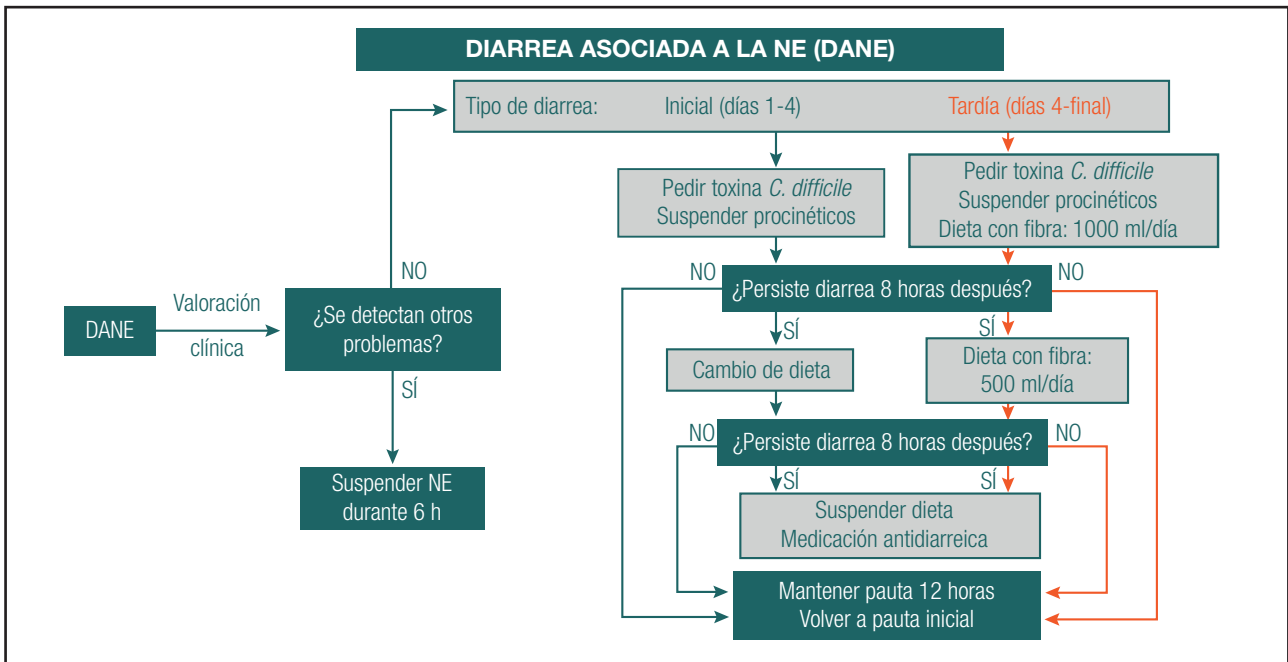 DIARREA ASOCIADA A LA NE (DANE)
Tipo de diarrea: Inicial (días 1-4) Tardía (días 4-final)
Pedir toxina C. difficile
Suspender procinéticos
Pedir toxina C. difficile
Suspender procinéticos
Dieta con fibra: 1000 ml/día
NO
DANE
Valoración
clínica
¿Se detectan otros
problemas?
SÍ
Suspender NE
durante 6 h
NO
¿Persiste diarrea 8 horas después?
NO
SÍ
SÍ
Cambio de dieta
Dieta con fibra:
500 ml/día
NO
¿Persiste diarrea 8 horas después?
NO
SÍ
SÍ
Suspender dieta
Medicación antidiarreica
Mantener pauta 12 horas
Volver a pauta inicial